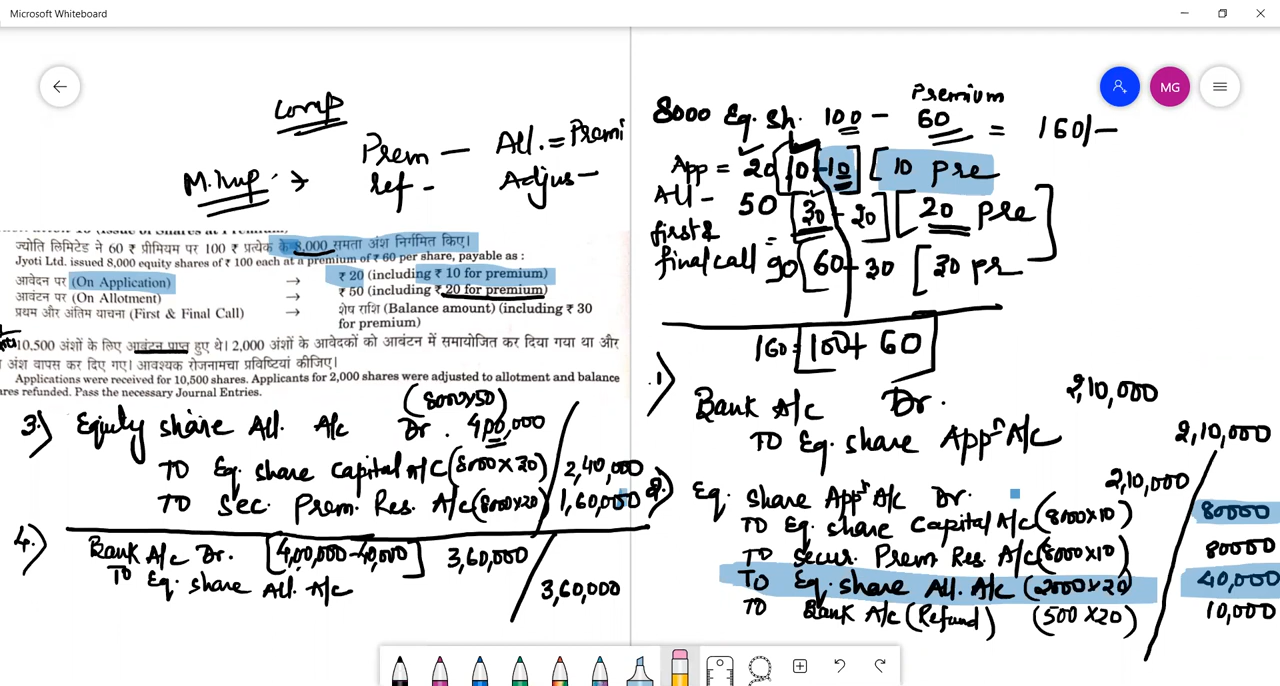 Microsoft Whiteboard
MG
Comp
Prem — All. = Premi
ref - Adjus —
ज्योति लिमिटेड ने 60 ₹ प्रीमियम पर 100 ₹ प्रत्येक के 8,000 समता अंश निर्गमित किए।
Jyoti Ltd. issued 8,000 equity shares of ₹ 100 each at a premium of ₹ 60 per share, payable as :
आवेदन पर (On Application) → ₹ 20 (including ₹ 10 for premium)
आवंटन पर (On Allotment) → ₹ 50 (including ₹ 20 for premium)
प्रथम और अंतिम याचना (First & Final Call) → शेष राशि (Balance amount) (including ₹ 30
for premium)
10,500 अंशों के लिए आवंटन प्राप्त हुए थे। 2,000 अंशों के आवेदकों को आवंटन में समायोजित कर दिया गया था और
अंश वापस कर दिए गए। आवश्यक रोजनामचा प्रविष्टियां कीजिए।
Applications were received for 10,500 shares. Applicants for 2,000 shares were adjusted to allotment and balance
ares refunded. Pass the necessary Journal Entries.
(8000×50)
3.) Equity share All. A/c Dr. 400,000
To Eq. share Capital A/c (8000×30) 2,40,000
To Sec. Prem. Res. A/c (8000×20) 1,60,000
4.) Bank A/c Dr. [4,00,000-40,000] 3,60,000
To Eq. share All. A/c 3,60,000
Premium
8000 Eq. sh. 100 - 60 = 160/-
App = 20 [10+10] [10 Pre
All - 50 [30-20] [20 pre]
first &
final call = 90 [60+30 [30 pr
160 = 100 + 60
1) Bank A/c Dr. 2,10,000
To Eq. share Appⁿ A/c 2,10,000
2.) Eq. share Appⁿ A/c Dr. 2,10,000
To Eq. share Capital A/c (8000×10) 80000
To Secur. Prem Res. A/c (8000×10) 80000
To Eq. share All. A/c (2000×20) 40,000
To Bank A/c (Refund) (500×20) 10,000